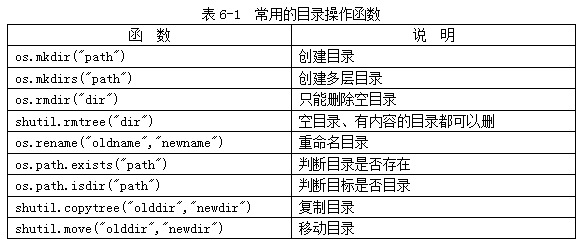 表 6-1 常用的目录操作函数
函 数 说 明
os.mkdir("path") 创建目录
os.mkdirs("path") 创建多层目录
os.rmdir("dir") 只能删除空目录
shutil.rmtree("dir") 空目录、有内容的目录都可以删
os.rename("oldname","newname") 重命名目录
os.path.exists("path") 判断目录是否存在
os.path.isdir("path") 判断目标是否目录
shutil.copytree("olddir","newdir") 复制目录
shutil.move("olddir","newdir") 移动目录